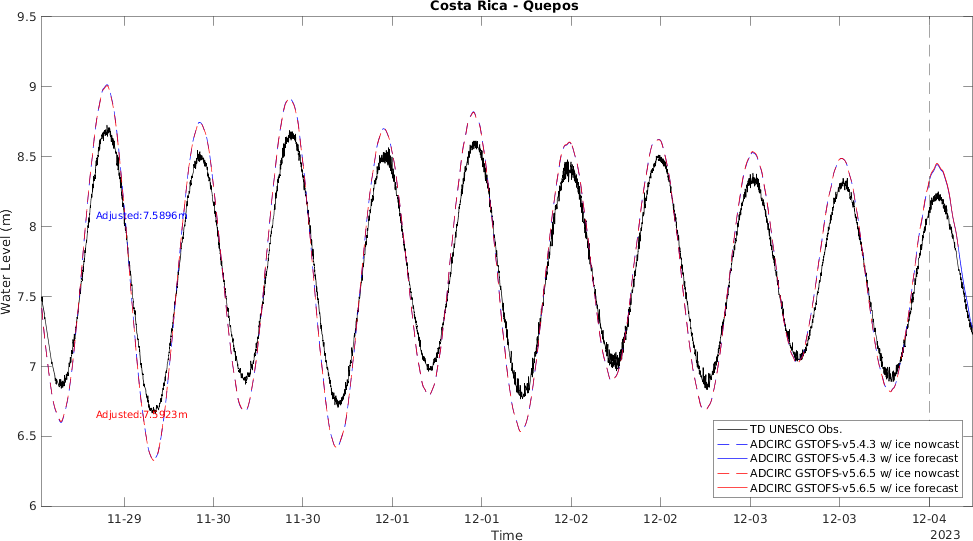 Costa Rica - Quepos
9.5
9
8.5
8
7.5
7
6.5
6
Water Level (m)
Adjusted:7.5896m
Adjusted:7.5923m
TD UNESCO Obs.
ADCIRC GSTOFS-v5.4.3 w/ ice nowcast
ADCIRC GSTOFS-v5.4.3 w/ ice forecast
ADCIRC GSTOFS-v5.6.5 w/ ice nowcast
ADCIRC GSTOFS-v5.6.5 w/ ice forecast
11-29 11-30 11-30 12-01 12-01 12-02 12-02 12-03 12-03 12-04
2023
Time